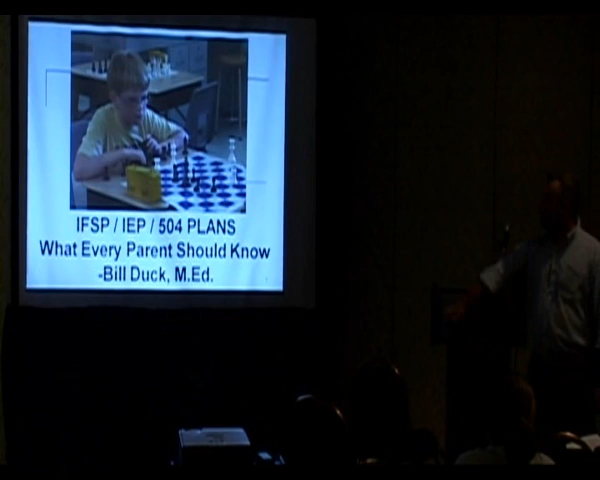 IFSP / IEP / 504 PLANS
What Every Parent Should Know
-Bill Duck, M.Ed.